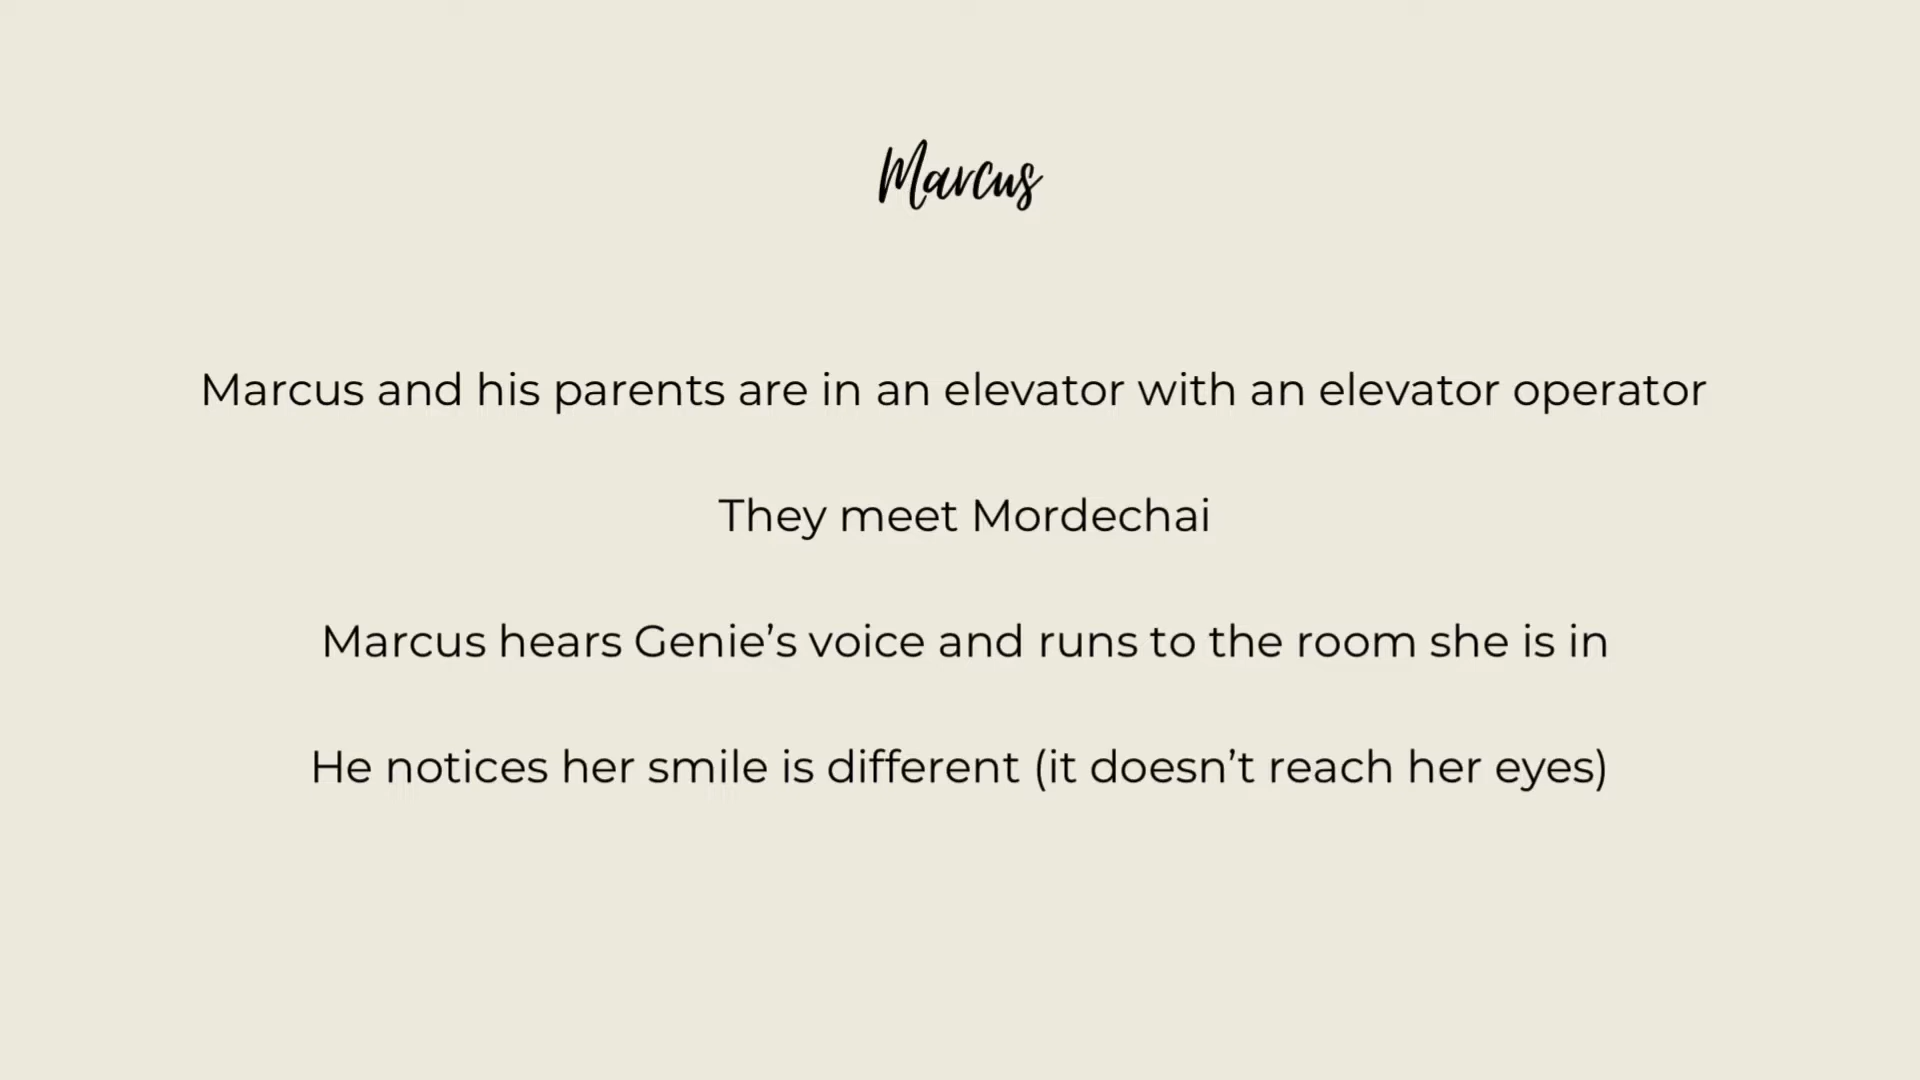 Marcus
Marcus and his parents are in an elevator with an elevator operator
They meet Mordechai
Marcus hears Genie’s voice and runs to the room she is in
He notices her smile is different (it doesn’t reach her eyes)